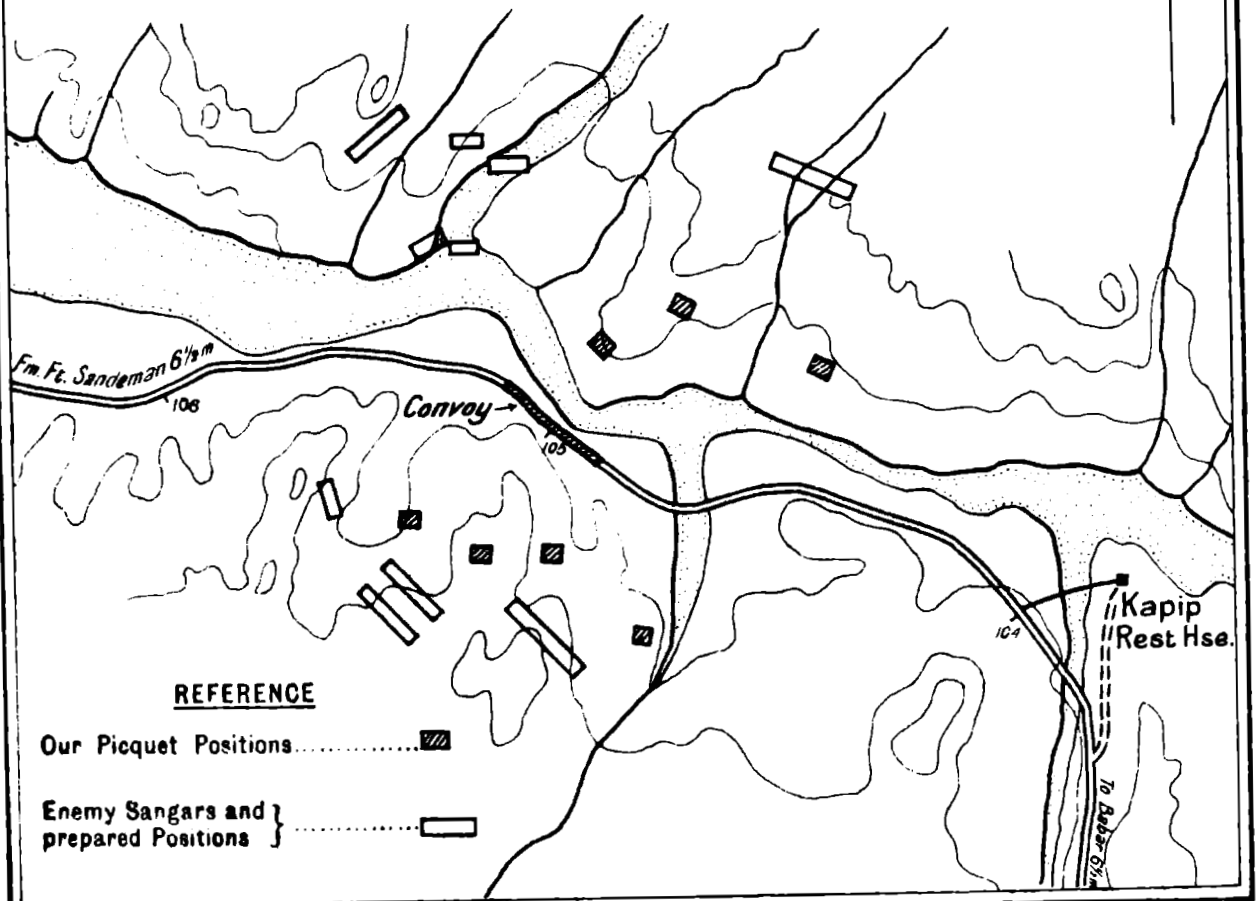 Fm. Ft. Sandeman 6½ m
106
Convoy
105
104
Kapip
Rest Hse.
To Babar 6½ m
REFERENCE
Our Picquet Positions
Enemy Sangars and
prepared Positions